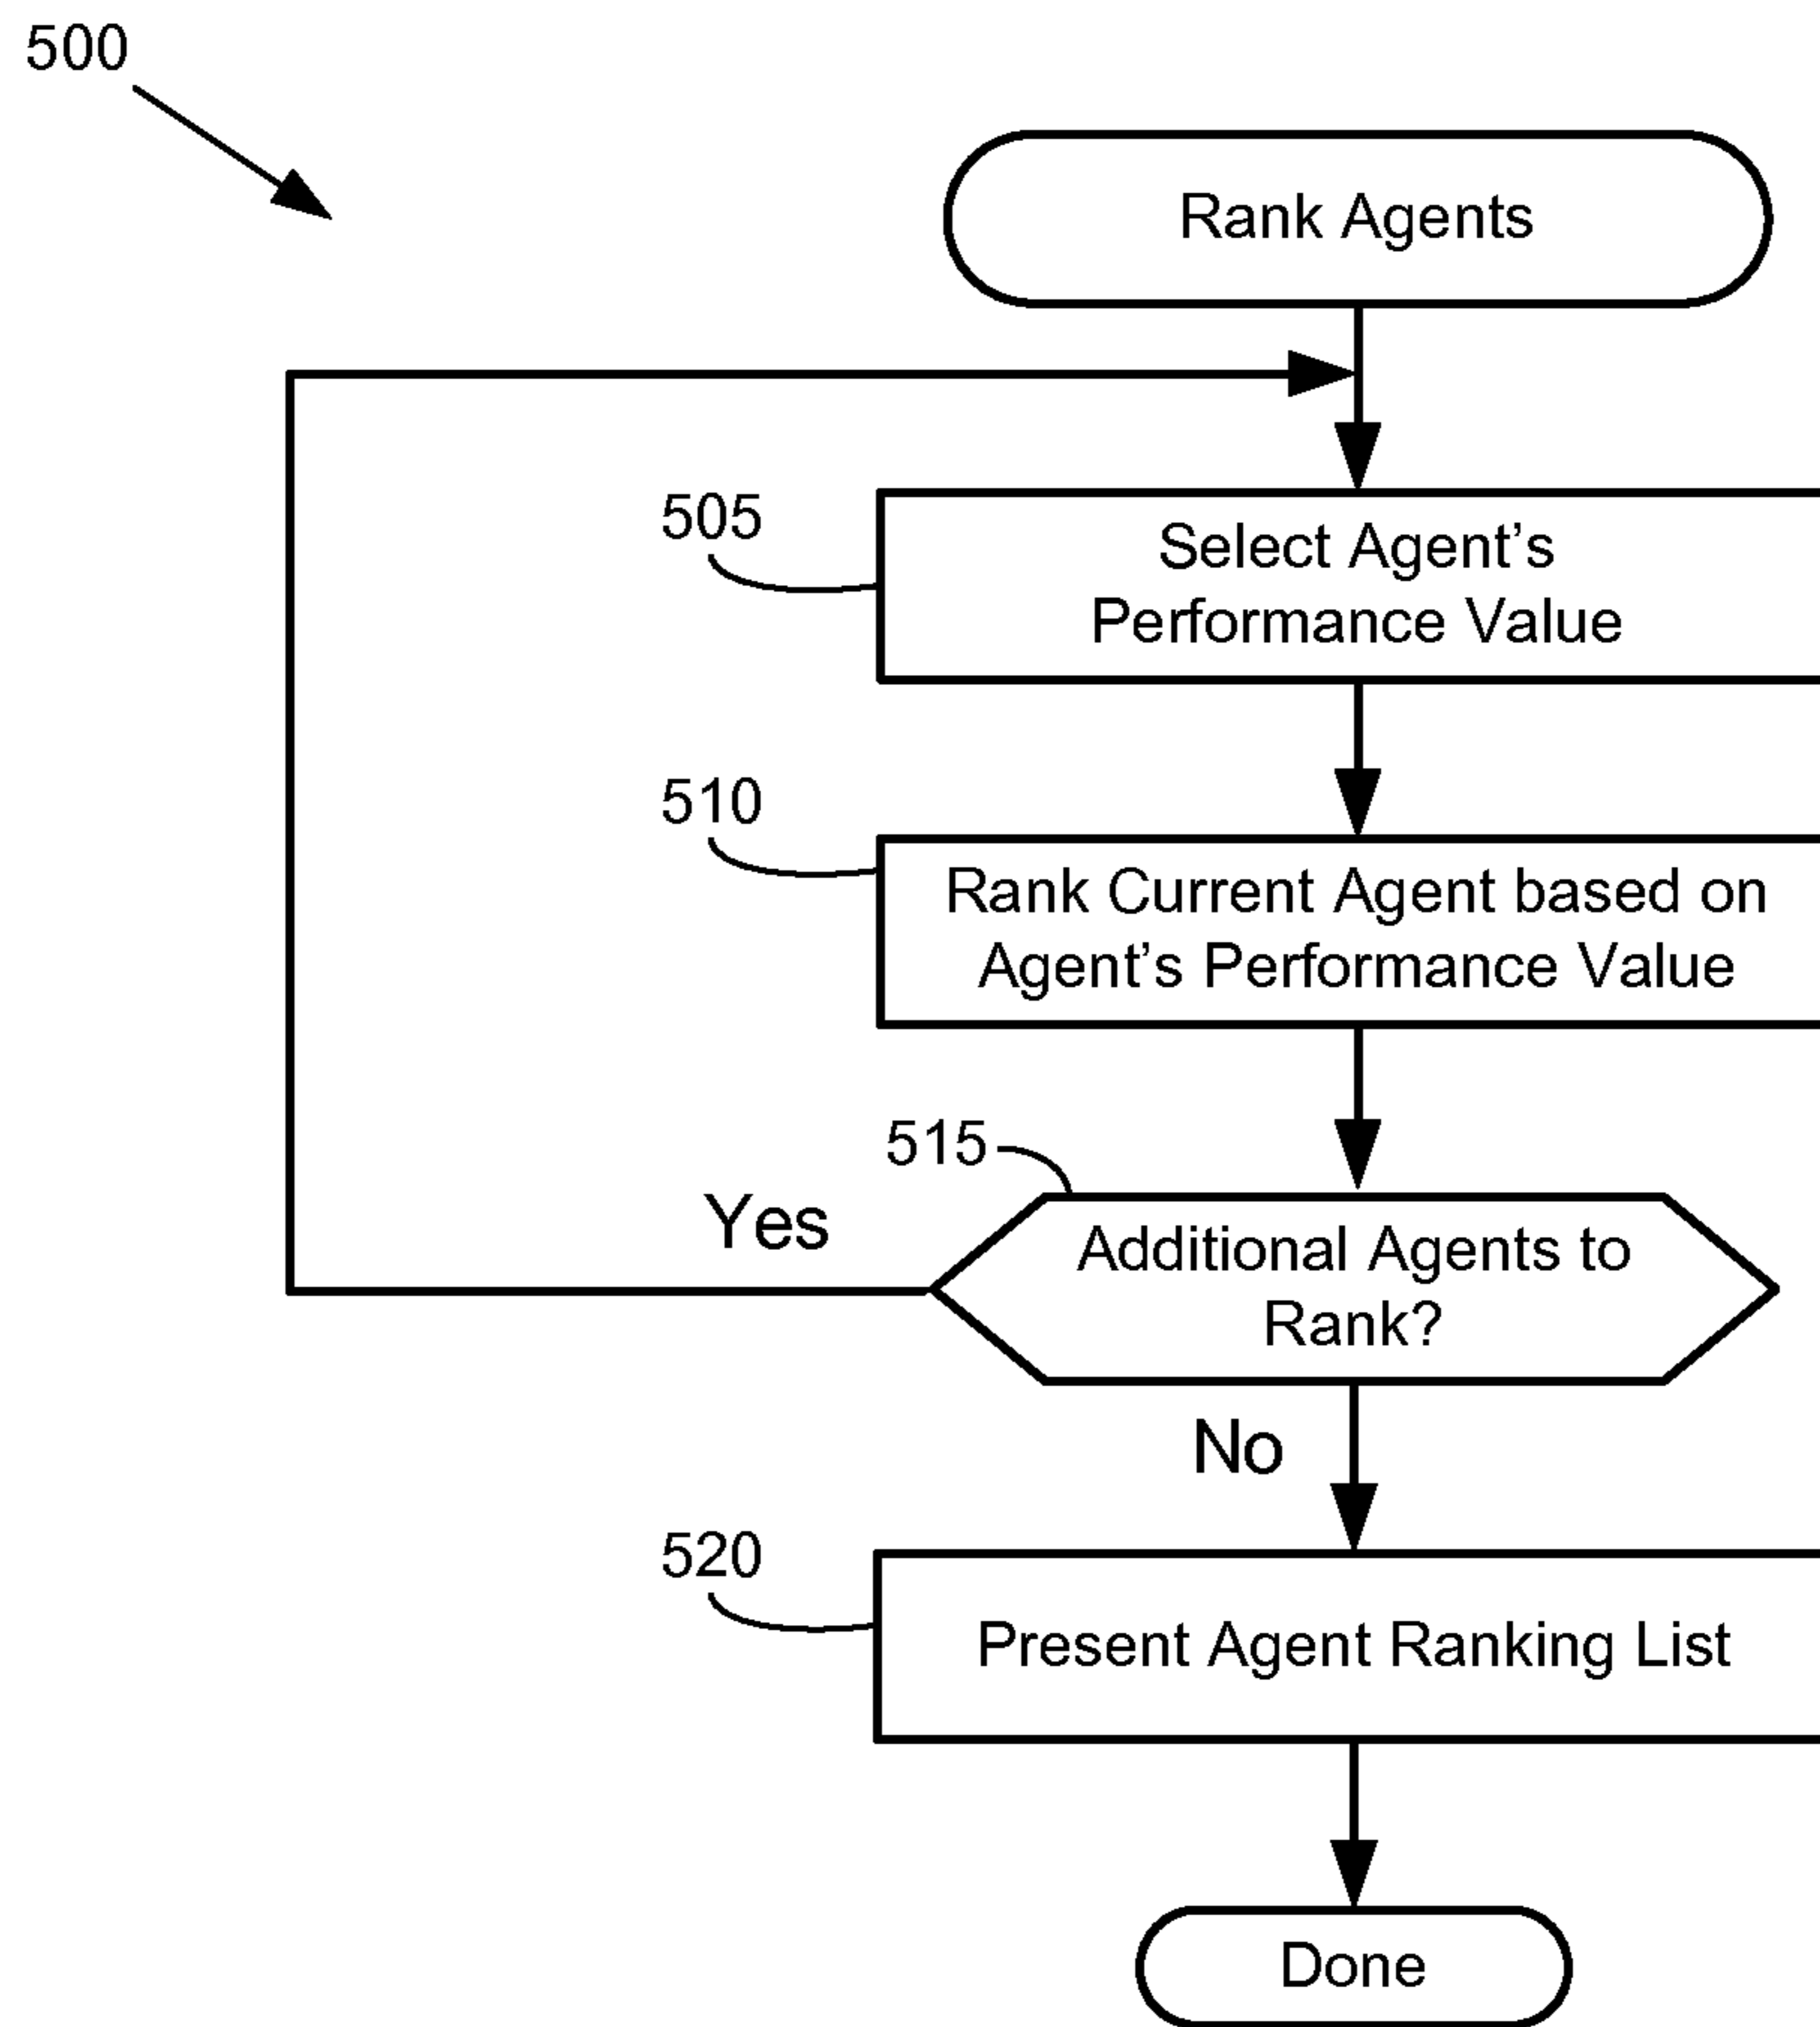 500
Rank Agents
505
Select Agent's
Performance Value
510
Rank Current Agent based on
Agent's Performance Value
515
Yes
Additional Agents to
Rank?
No
520
Present Agent Ranking List
Done